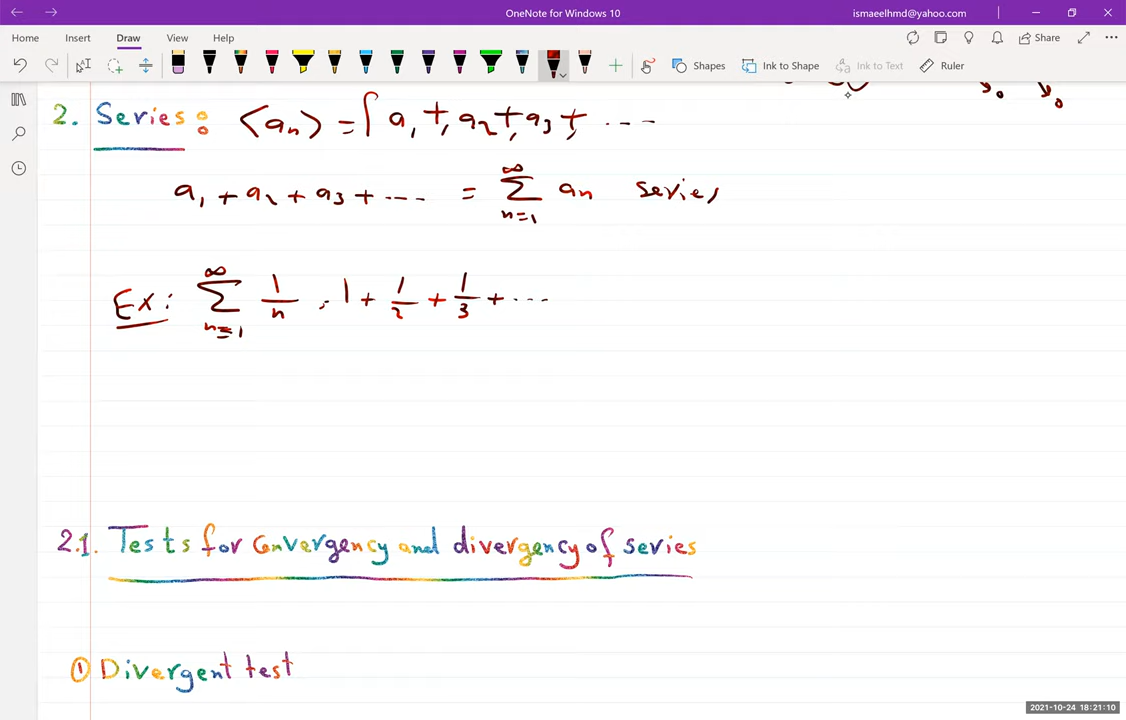 OneNote for Windows 10
ismaeelhmd@yahoo.com
Home Insert Draw View Help
Share
Shapes Ink to Shape Ink to Text Ruler
2. Series: <an> = ∫ a1 +, a2 +, a3, + ....
a1 + a2 + a3 + .... = ∑_{n=1}^{∞} an series
Ex: ∑_{n=1}^{∞} 1/n . 1 + 1/2 + 1/3 + ...
2.1. Tests for convergency and divergency of series
① Divergent test
2021-10-24 18:21:10